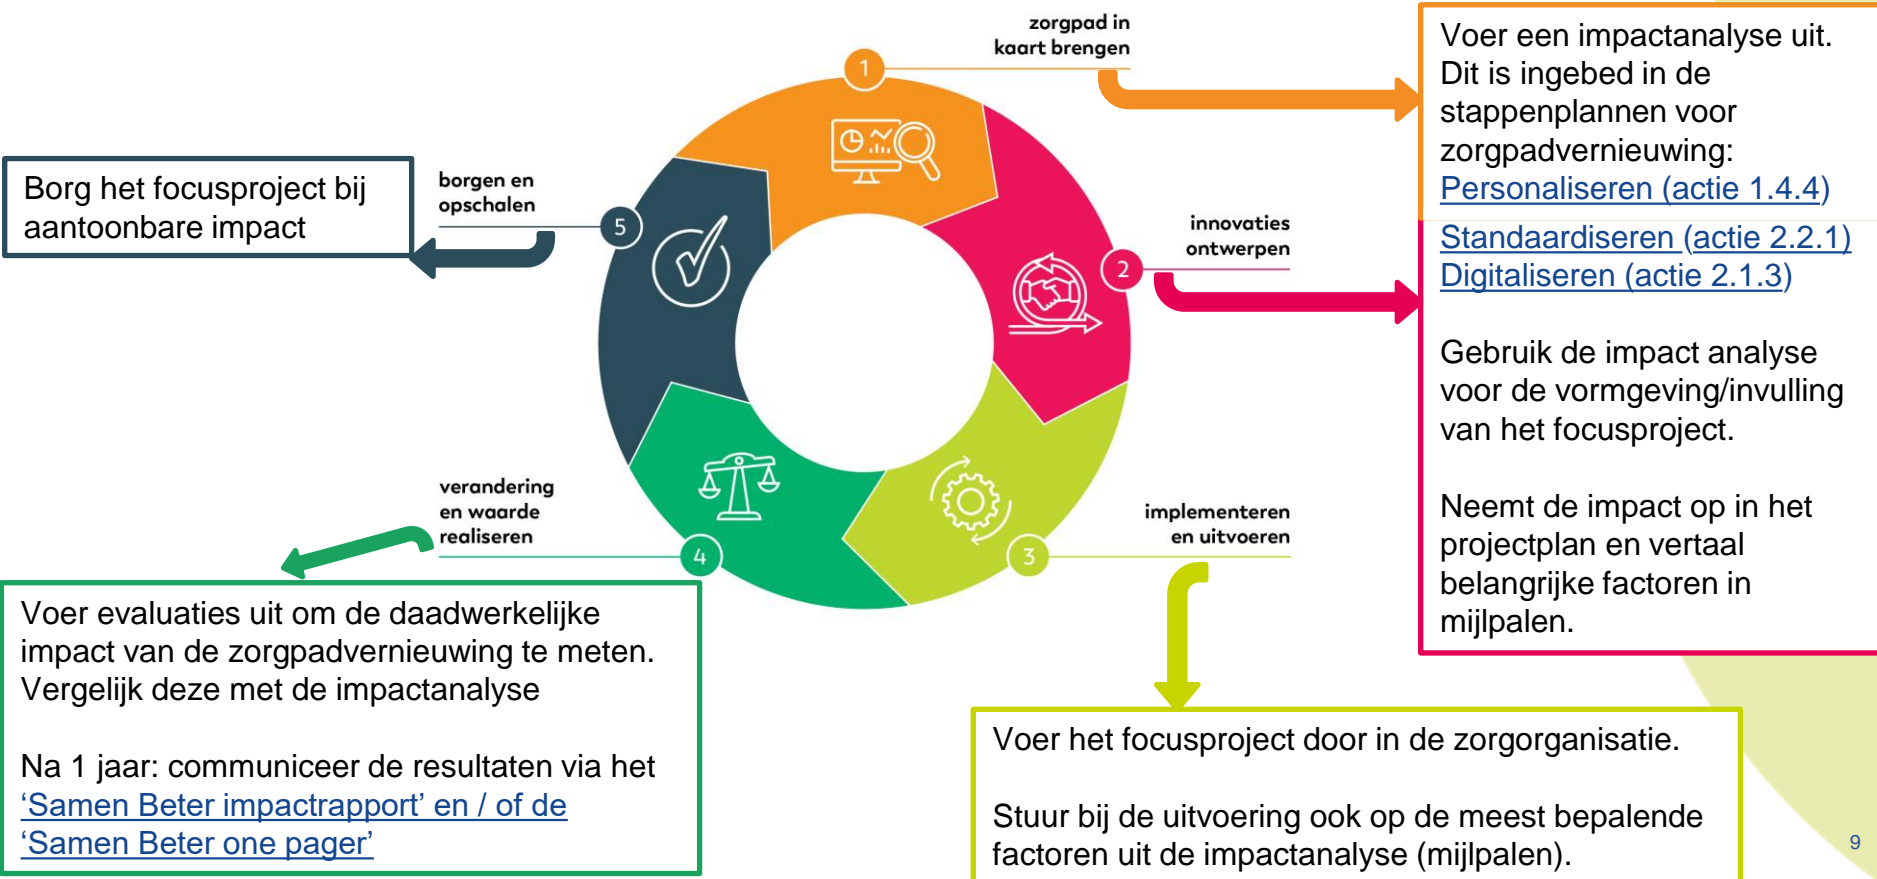 zorgpad in
kaart brengen
1
Voer een impactanalyse uit.
Dit is ingebed in de
stappenplannen voor
zorgpadvernieuwing:
Personaliseren (actie 1.4.4)
Standaardiseren (actie 2.2.1)
Digitaliseren (actie 2.1.3)
Gebruik de impact analyse
voor de vormgeving/invulling
van het focusproject.
Neemt de impact op in het
projectplan en vertaal
belangrijke factoren in
mijlpalen.
innovaties
ontwerpen
2
implementeren
en uitvoeren
3
Voer het focusproject door in de zorgorganisatie.
Stuur bij de uitvoering ook op de meest bepalende
factoren uit de impactanalyse (mijlpalen).
verandering
en waarde
realiseren
4
Voer evaluaties uit om de daadwerkelijke
impact van de zorgpadvernieuwing te meten.
Vergelijk deze met de impactanalyse
Na 1 jaar: communiceer de resultaten via het
‘Samen Beter impactrapport’ en / of de
‘Samen Beter one pager’
borgen en
opschalen
5
Borg het focusproject bij
aantoonbare impact
9